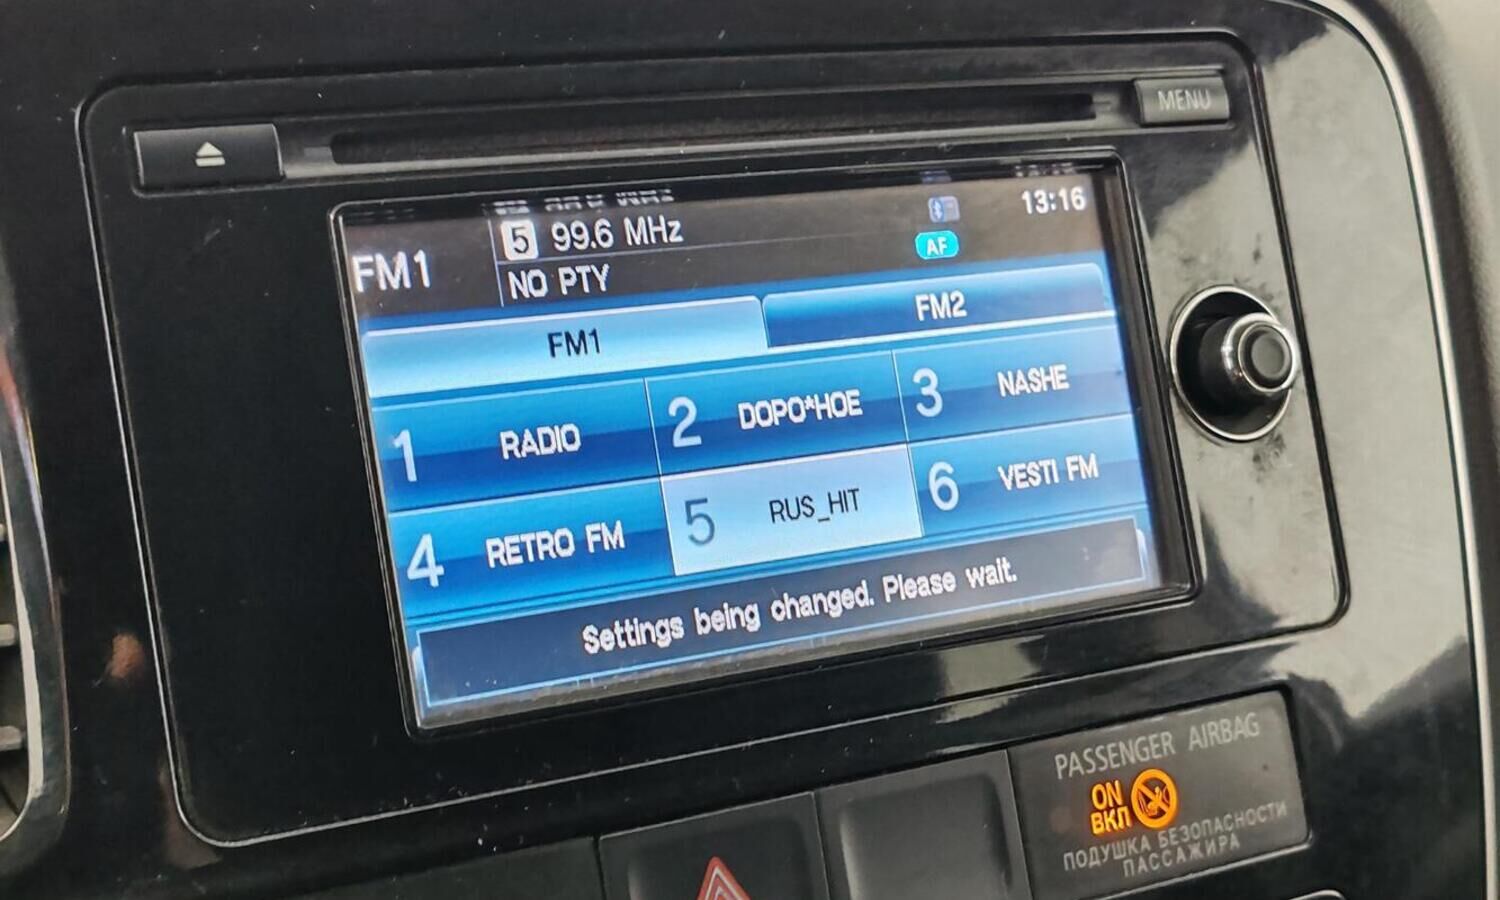 MENU
FM1
5 99.6 MHz
13:16
AF
NO PTY
FM1
FM2
1 RADIO
2 DOPO*HOE
3 NASHE
4 RETRO FM
5 RUS_HIT
6 VESTI FM
Settings being changed. Please wait.
PASSENGER AIRBAG
ON
ВКЛ
ПОДУШКА БЕЗОПАСНОСТИ
ПАССАЖИРА